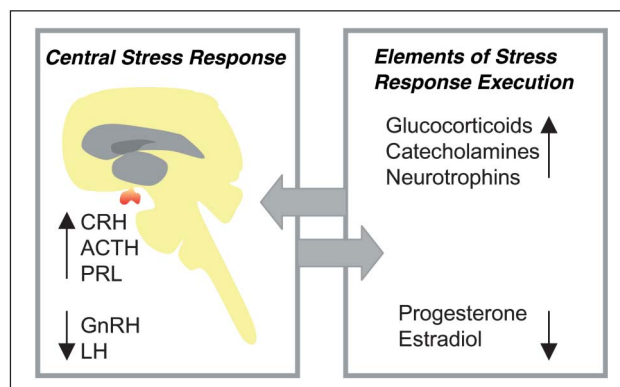 Central Stress Response
CRH
ACTH
PRL
GnRH
LH
Elements of Stress
Response Execution
Glucocorticoids
Catecholamines
Neurotrophins
Progesterone
Estradiol